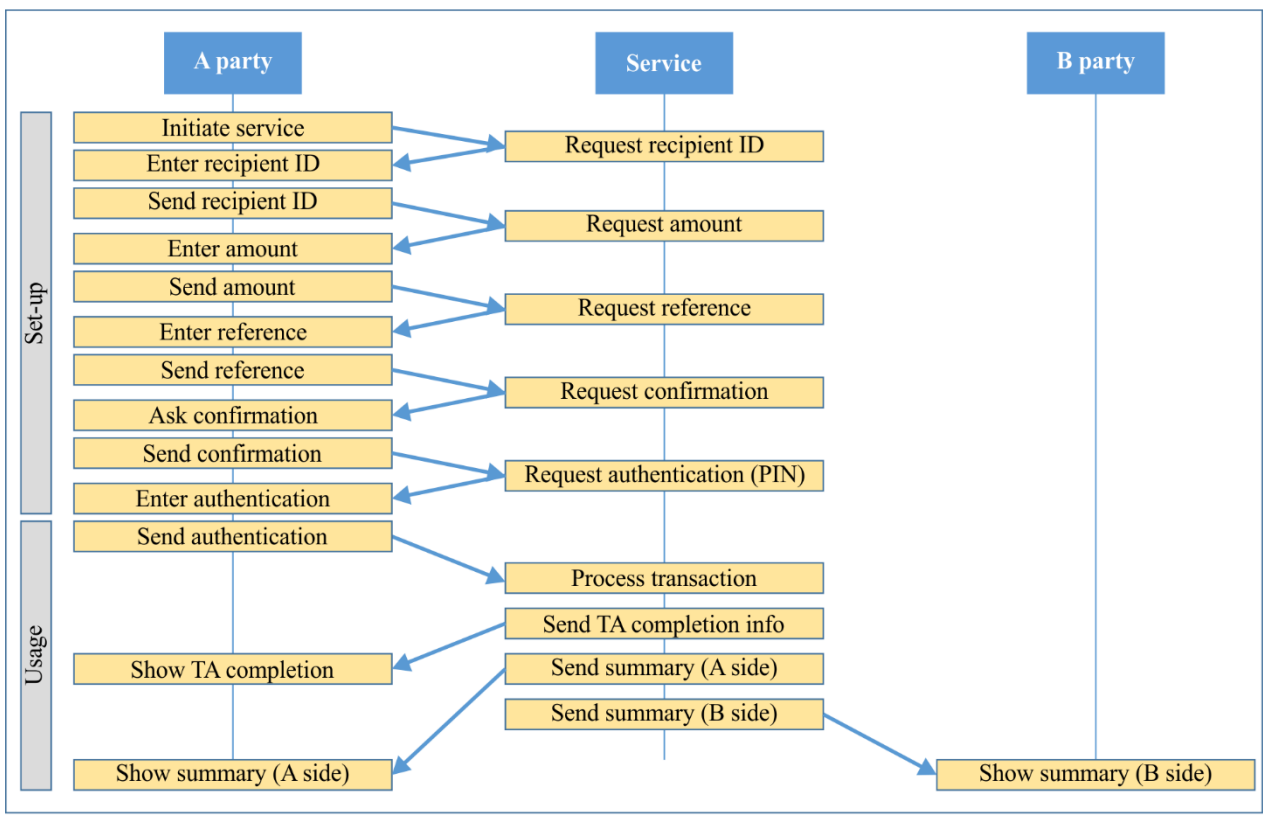 A party
Service
B party
Set-up
Initiate service
Request recipient ID
Enter recipient ID
Send recipient ID
Request amount
Enter amount
Send amount
Request reference
Enter reference
Send reference
Request confirmation
Ask confirmation
Send confirmation
Request authentication (PIN)
Enter authentication
Usage
Send authentication
Process transaction
Send TA completion info
Show TA completion
Send summary (A side)
Send summary (B side)
Show summary (A side)
Show summary (B side)